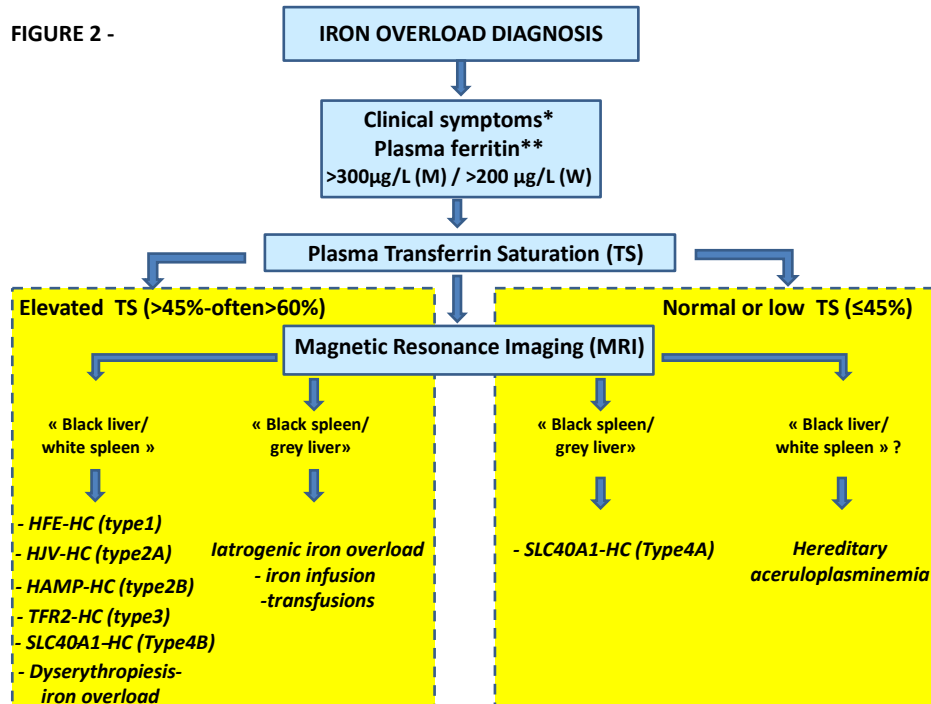 FIGURE 2 -
IRON OVERLOAD DIAGNOSIS
Clinical symptoms*
Plasma ferritin**
>300µg/L (M) / >200 µg/L (W)
Plasma Transferrin Saturation (TS)
Elevated TS (>45%-often>60%)
Normal or low TS (≤45%)
Magnetic Resonance Imaging (MRI)
« Black liver/
white spleen »
« Black spleen/
grey liver»
« Black spleen/
grey liver»
« Black liver/
white spleen » ?
- HFE-HC (type1)
- HJV-HC (type2A)
- HAMP-HC (type2B)
- TFR2-HC (type3)
- SLC40A1-HC (Type4B)
- Dyserythropiesis-
iron overload
Iatrogenic iron overload
- iron infusion
-transfusions
- SLC40A1-HC (Type4A)
Hereditary
aceruloplasminemia